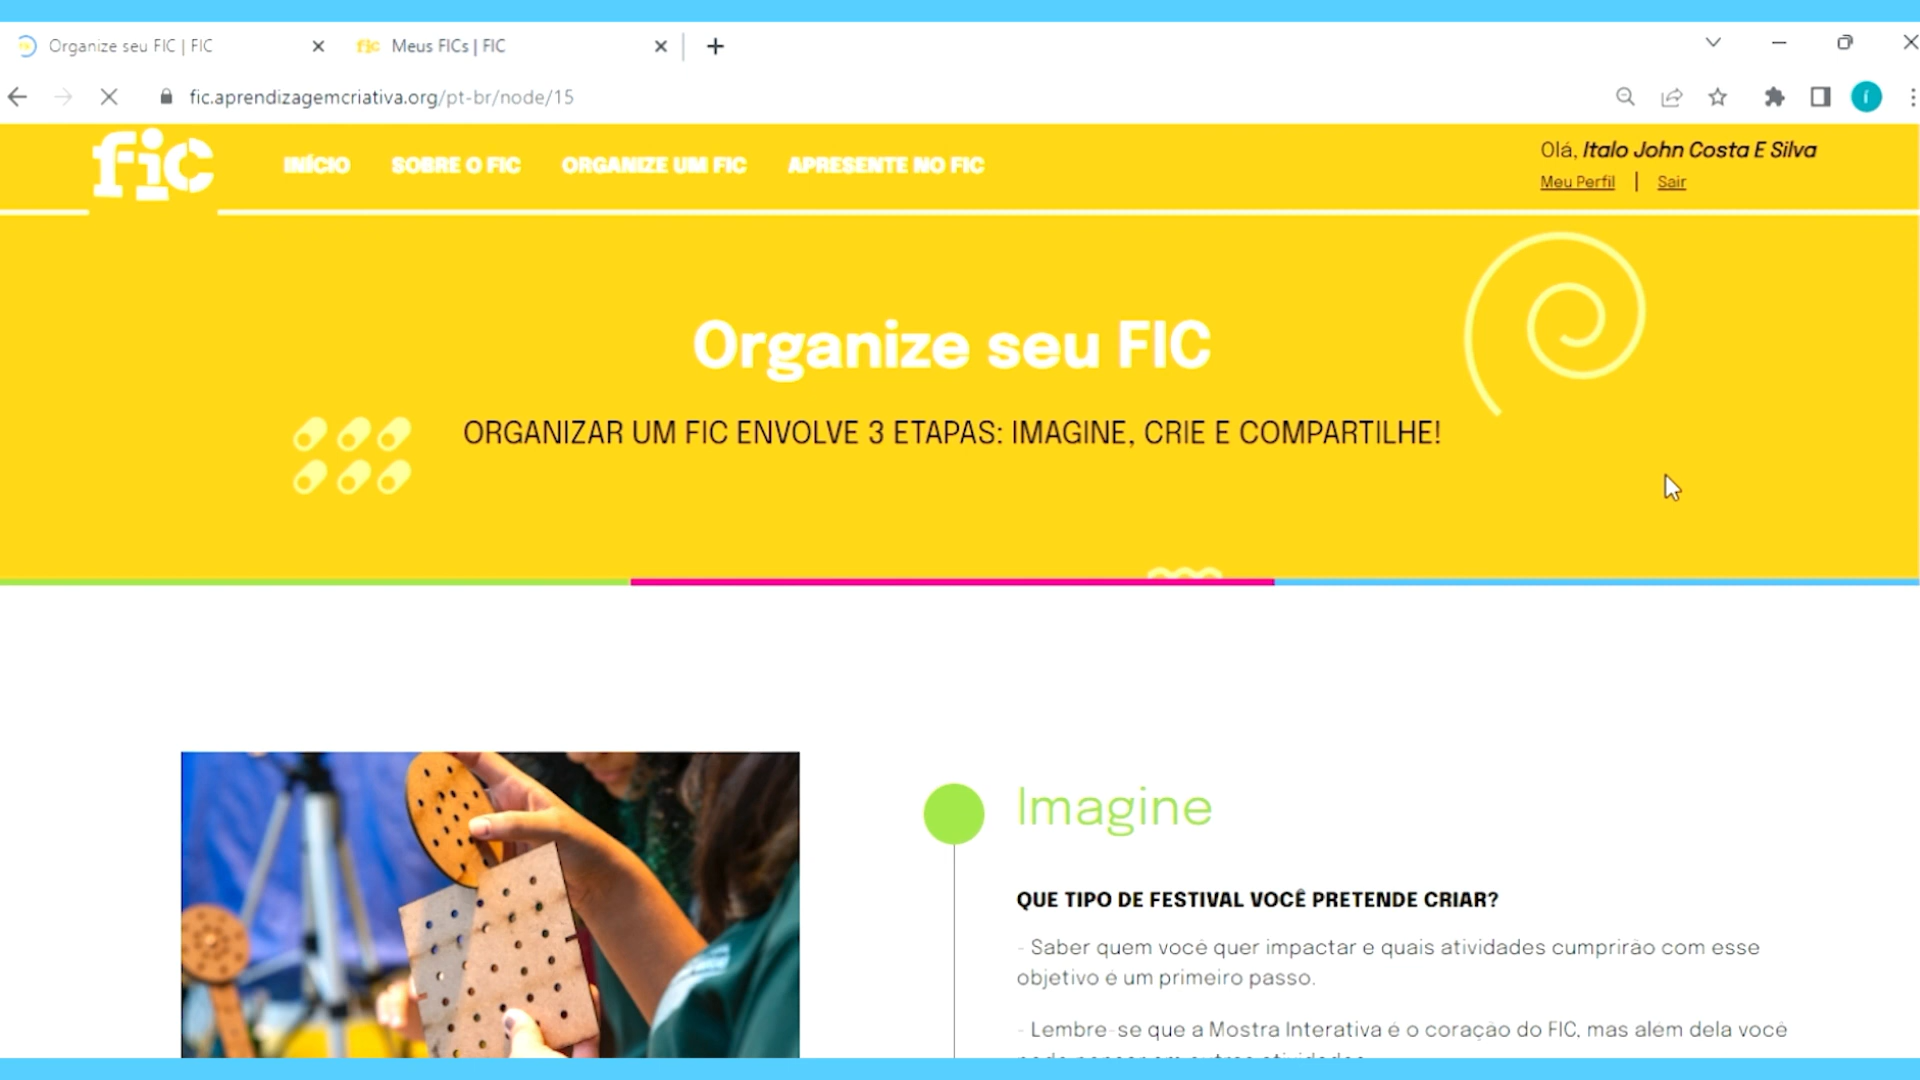 Organize seu FIC | FIC
fic Meus FICs | FIC
fic.aprendizagemcriativa.org/pt-br/node/15
fic
INÍCIO SOBRE O FIC ORGANIZE UM FIC APRESENTE NO FIC
Olá, Italo John Costa E Silva
Meu Perfil | Sair
Organize seu FIC
ORGANIZAR UM FIC ENVOLVE 3 ETAPAS: IMAGINE, CRIE E COMPARTILHE!
Imagine
QUE TIPO DE FESTIVAL VOCÊ PRETENDE CRIAR?
- Saber quem você quer impactar e quais atividades cumprirão com esse
objetivo é um primeiro passo.
- Lembre-se que a Mostra Interativa é o coração do FIC, mas além dela você